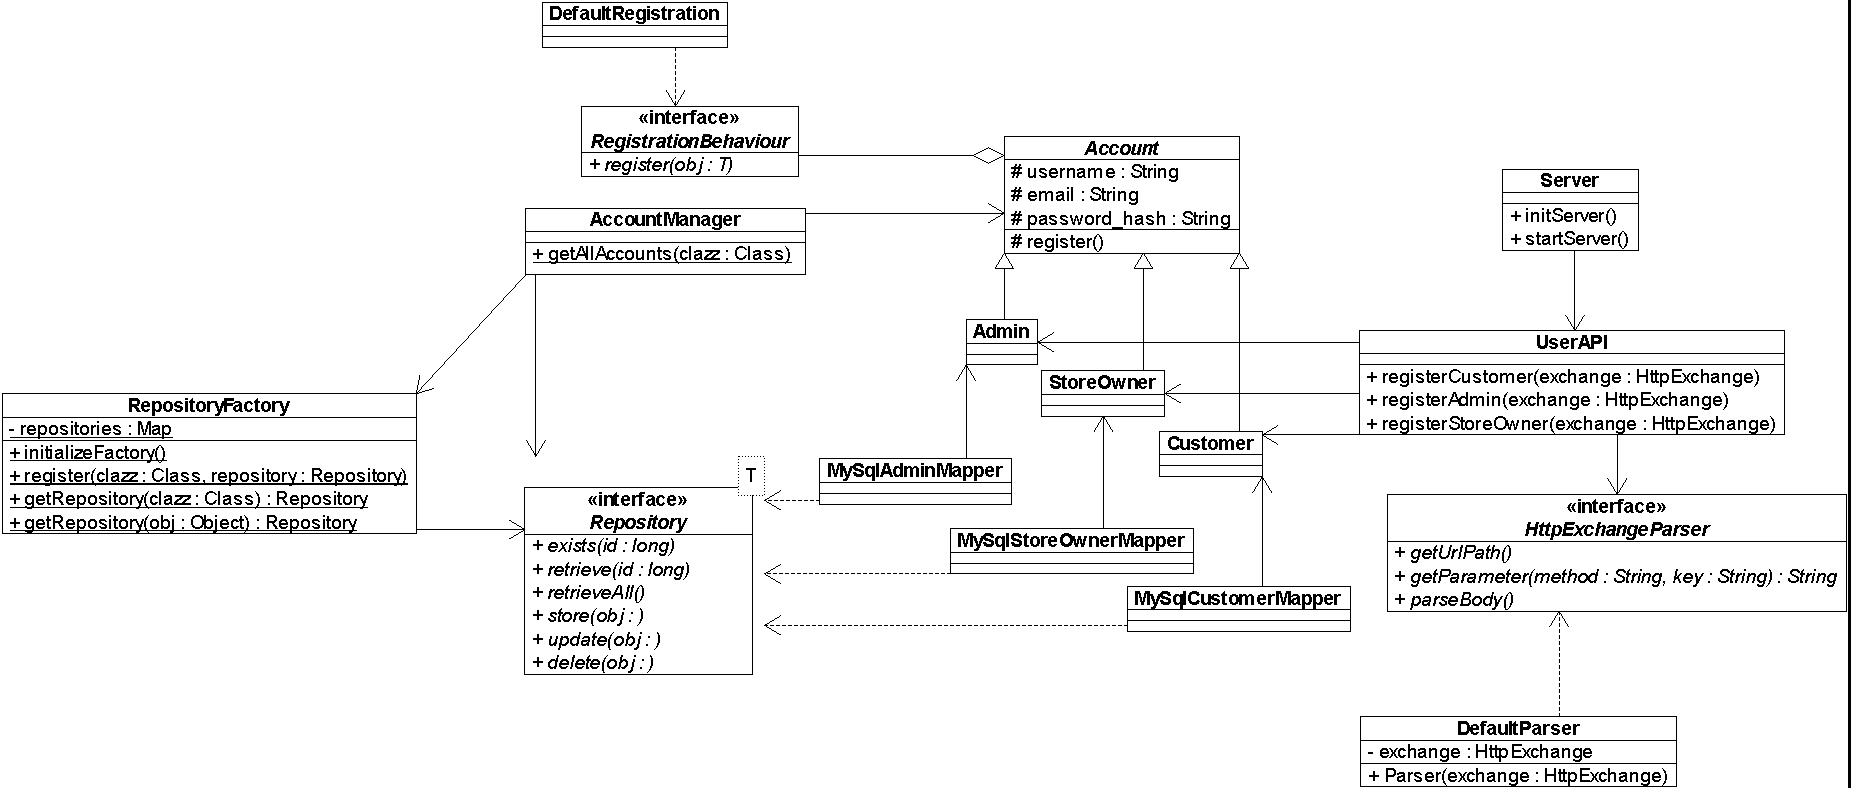 DefaultRegistration
«interface»
RegistrationBehaviour
+ register(obj : T)
Account
# username : String
# email : String
# password_hash : String
# register()
Server
+ initServer()
+ startServer()
AccountManager
+ getAllAccounts(clazz : Class)
Admin
UserAPI
+ registerCustomer(exchange : HttpExchange)
+ registerAdmin(exchange : HttpExchange)
+ registerStoreOwner(exchange : HttpExchange)
StoreOwner
Customer
RepositoryFactory
- repositories : Map
+ initializeFactory()
+ register(clazz : Class, repository : Repository)
+ getRepository(clazz : Class) : Repository
+ getRepository(obj : Object) : Repository
T
«interface»
Repository
+ exists(id : long)
+ retrieve(id : long)
+ retrieveAll()
+ store(obj : )
+ update(obj : )
+ delete(obj : )
MySqlAdminMapper
MySqlStoreOwnerMapper
MySqlCustomerMapper
«interface»
HttpExchangeParser
+ getUrlPath()
+ getParameter(method : String, key : String) : String
+ parseBody()
DefaultParser
- exchange : HttpExchange
+ Parser(exchange : HttpExchange)